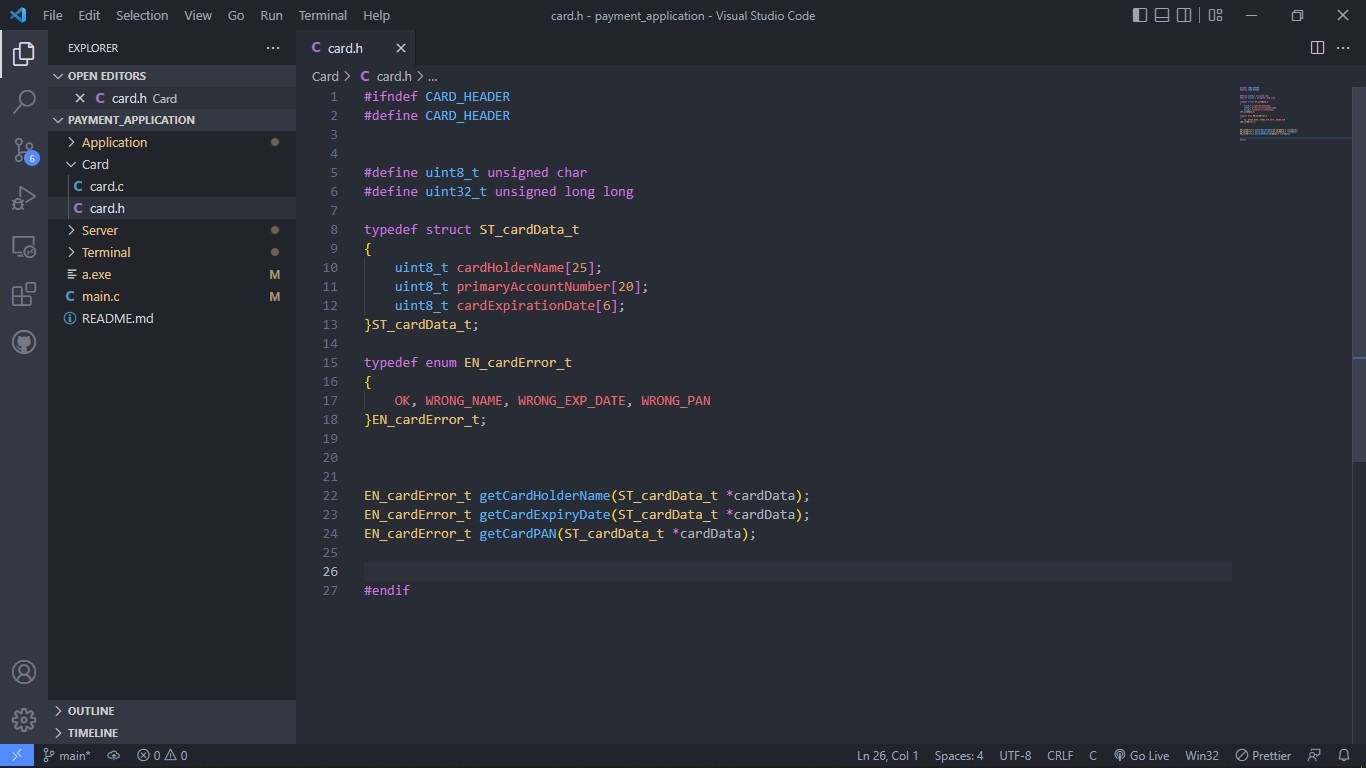 File Edit Selection View Go Run Terminal Help card.h - payment_application - Visual Studio Code
EXPLORER
OPEN EDITORS
card.h Card
PAYMENT_APPLICATION
Application
Card
C card.c
C card.h
Server
Terminal
a.exe M
C main.c M
README.md
OUTLINE
TIMELINE
6
C card.h
Card > C card.h > ...
1 #ifndef CARD_HEADER
2 #define CARD_HEADER
3
4
5 #define uint8_t unsigned char
6 #define uint32_t unsigned long long
7
8 typedef struct ST_cardData_t
9 {
10 uint8_t cardHolderName[25];
11 uint8_t primaryAccountNumber[20];
12 uint8_t cardExpirationDate[6];
13 }ST_cardData_t;
14
15 typedef enum EN_cardError_t
16 {
17 OK, WRONG_NAME, WRONG_EXP_DATE, WRONG_PAN
18 }EN_cardError_t;
19
20
21
22 EN_cardError_t getCardHolderName(ST_cardData_t *cardData);
23 EN_cardError_t getCardExpiryDate(ST_cardData_t *cardData);
24 EN_cardError_t getCardPAN(ST_cardData_t *cardData);
25
26
27 #endif
main* 0 0 Ln 26, Col 1 Spaces: 4 UTF-8 CRLF C Go Live Win32 Prettier